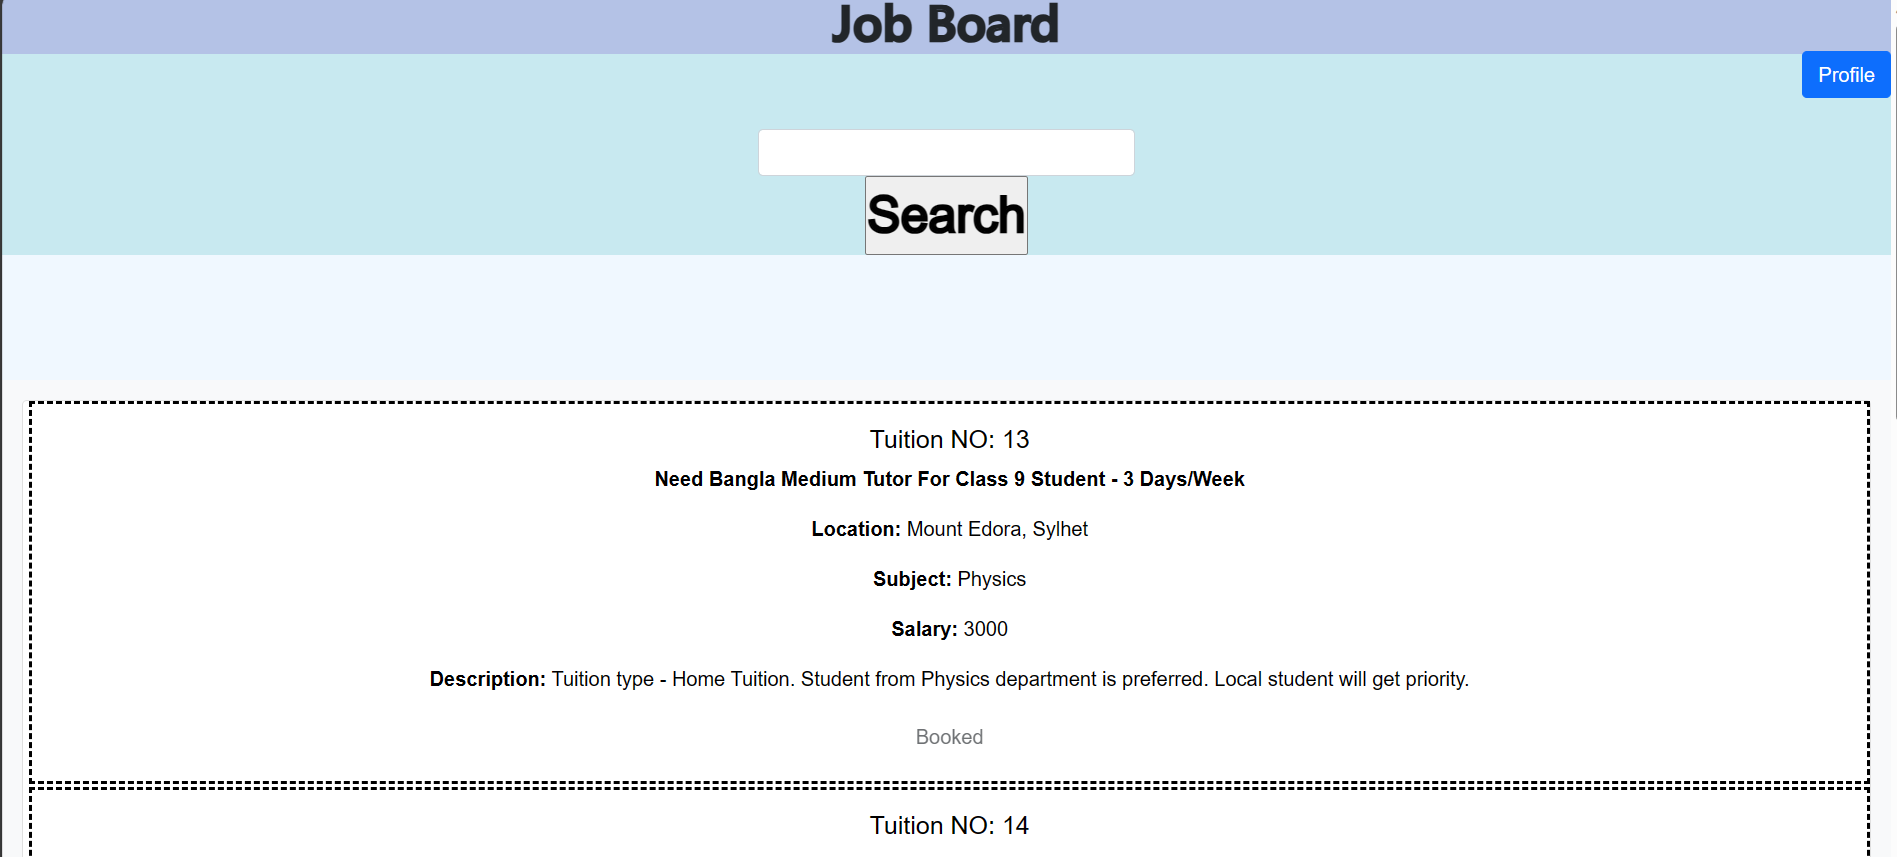 Job Board
Profile
Search
Tuition NO: 13
Need Bangla Medium Tutor For Class 9 Student - 3 Days/Week
Location: Mount Edora, Sylhet
Subject: Physics
Salary: 3000
Description: Tuition type - Home Tuition. Student from Physics department is preferred. Local student will get priority.
Booked
Tuition NO: 14